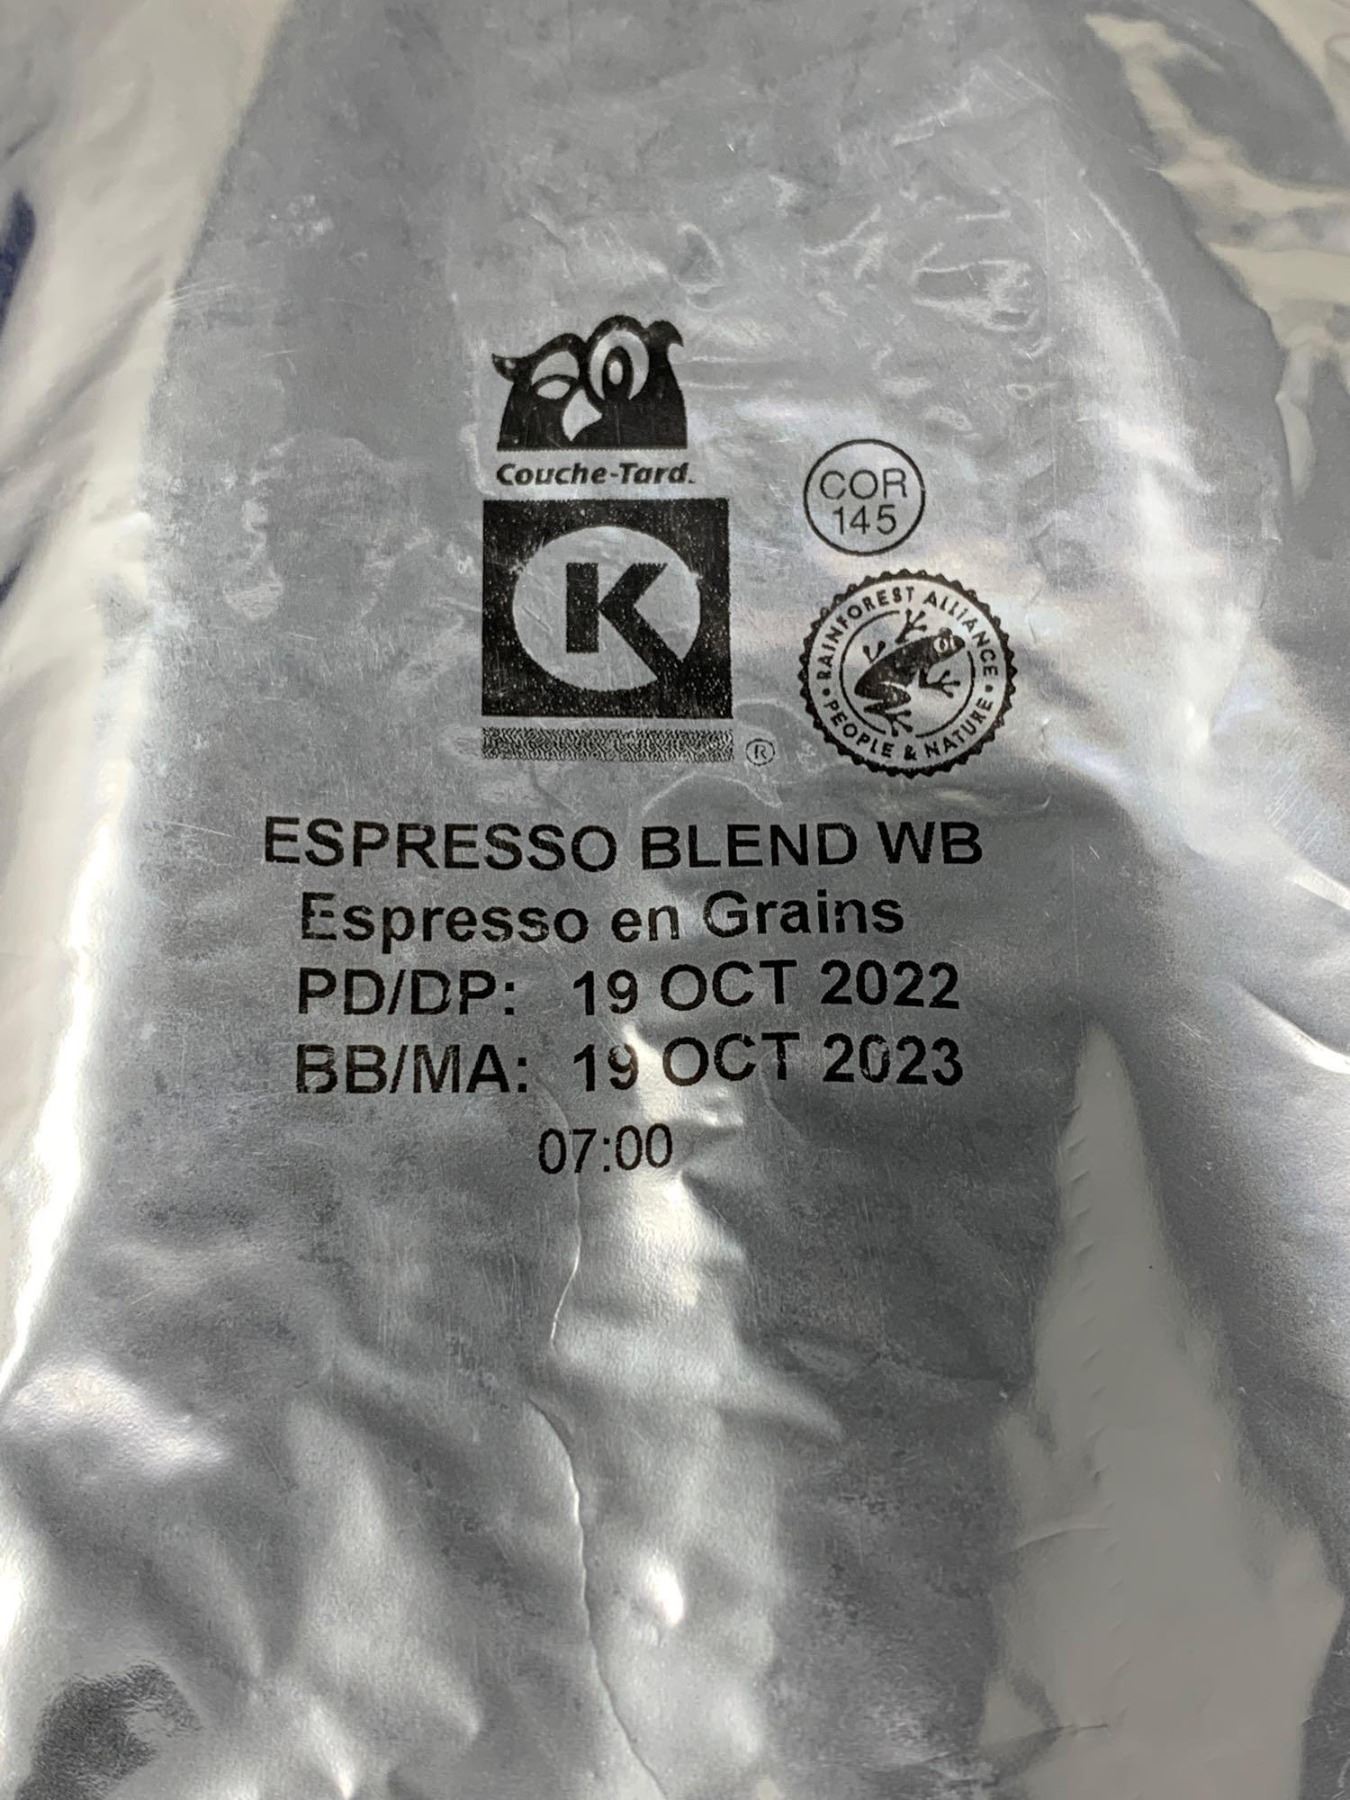 Couche-Tard.
COR
145
K
®
RAINFOREST ALLIANCE
• PEOPLE & NATURE •
ESPRESSO BLEND WB
Espresso en Grains
PD/DP: 19 OCT 2022
BB/MA: 19 OCT 2023
07:00